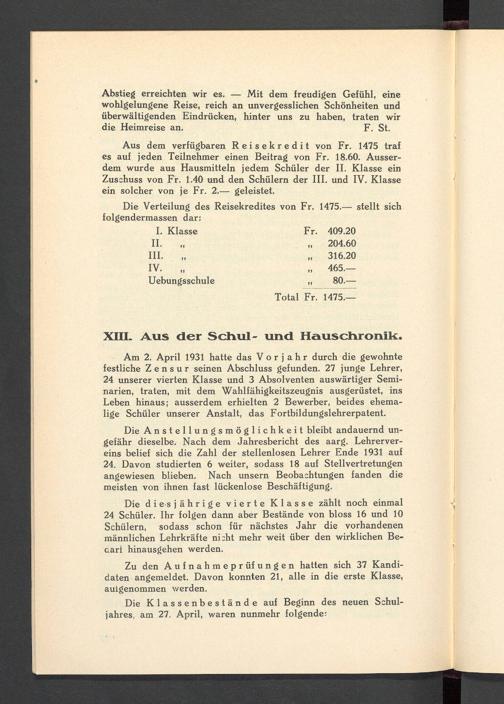 Abstieg erreichten wir es. — Mit dem freudigen Gefühl, eine
wohlgelungene Reise, reich an unvergesslichen Schönheiten und
überwältigenden Eindrücken, hinter uns zu haben, traten wir
die Heimreise an. F. St.
Aus dem verfügbaren Reisekredit von Fr. 1475 traf
es auf jeden Teilnehmer einen Beitrag von Fr. 18.60. Ausser-
dem wurde aus Hausmitteln jedem Schüler der II. Klasse ein
Zuschuss von Fr. 1.40 und den Schülern der III. und IV. Klasse
ein solcher von je Fr. 2.— geleistet.
Die Verteilung des Reisekredites von Fr. 1475.— stellt sich
folgendermassen dar:
I. Klasse Fr. 409.20
II. „ „ 204.60
III. „ „ 316.20
IV. „ „ 465.—
Uebungsschule „ 80.—
Total Fr. 1475.—
XIII. Aus der Schul- und Hauschronik.
Am 2. April 1931 hatte das Vorjahr durch die gewohnte
festliche Zensur seinen Abschluss gefunden. 27 junge Lehrer,
24 unserer vierten Klasse und 3 Absolventen auswärtiger Semi-
narien, traten, mit dem Wahlfähigkeitszeugnis ausgerüstet, ins
Leben hinaus; ausserdem erhielten 2 Bewerber, beides ehema-
lige Schüler unserer Anstalt, das Fortbildungslehrerpatent.
Die Anstellungsmöglichkeit bleibt andauernd un-
gefähr dieselbe. Nach dem Jahresbericht des aarg. Lehrerver-
eins belief sich die Zahl der stellenlosen Lehrer Ende 1931 auf
24. Davon studierten 6 weiter, sodass 18 auf Stellvertretungen
angewiesen blieben. Nach unsern Beobachtungen fanden die
meisten von ihnen fast lückenlose Beschäftigung.
Die diesjährige vierte Klasse zählt noch einmal
24 Schüler. Ihr folgen dann aber Bestände von bloss 16 und 10
Schülern, sodass schon für nächstes Jahr die vorhandenen
männlichen Lehrkräfte nicht mehr weit über den wirklichen Be-
darf hinausgehen werden.
Zu den Aufnahmeprüfungen hatten sich 37 Kandi-
daten angemeldet. Davon konnten 21, alle in die erste Klasse,
aufgenommen werden.
Die Klassenbestände auf Beginn des neuen Schul-
jahres, am 27. April, waren nunmehr folgende: